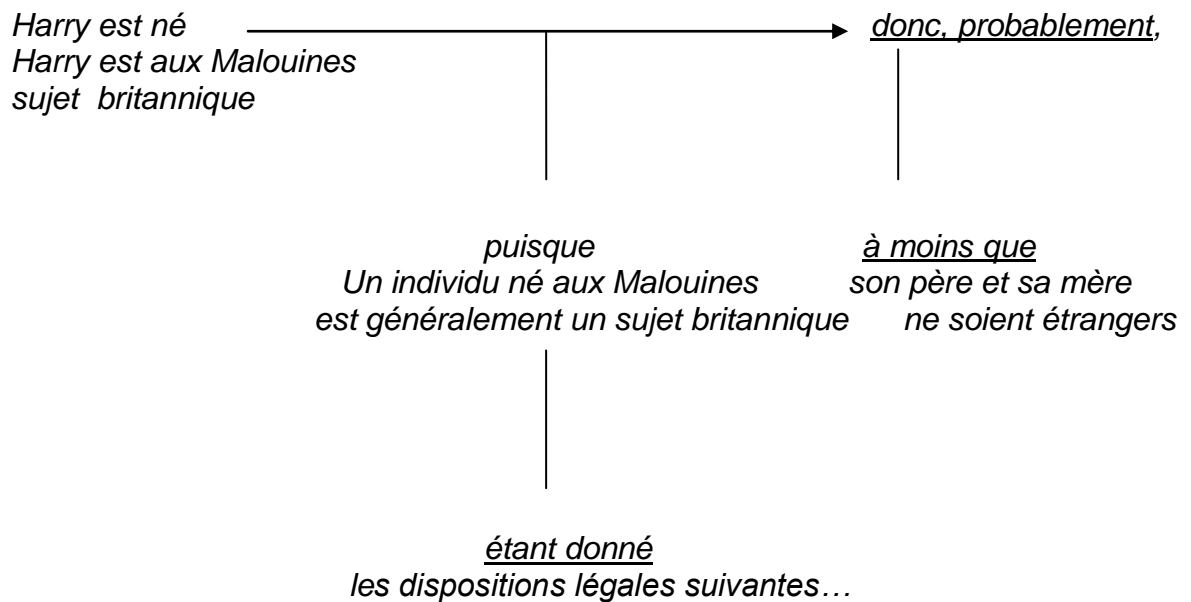 Harry est né donc, probablement,
Harry est aux Malouines
sujet britannique
puisque à moins que
Un individu né aux Malouines son père et sa mère
est généralement un sujet britannique ne soient étrangers
étant donné
les dispositions légales suivantes…